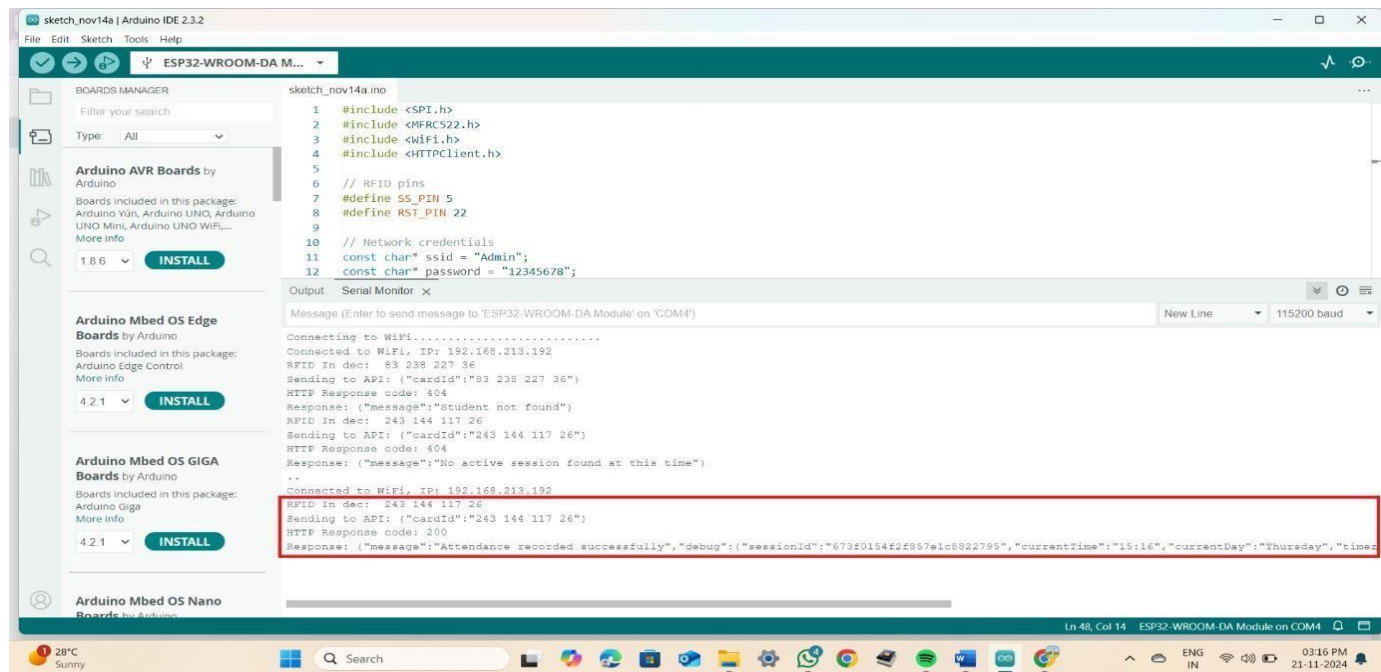 sketch_nov14a | Arduino IDE 2.3.2
File Edit Sketch Tools Help
ESP32-WROOM-DA M...
BOARDS MANAGER
Filter your search...
Type: All
Arduino AVR Boards by
Arduino
Boards included in this package:
Arduino Yún, Arduino UNO, Arduino
UNO Mini, Arduino UNO WiFi,...
More info
1.8.6 INSTALL
Arduino Mbed OS Edge
Boards by Arduino
Boards included in this package:
Arduino Edge Control
More info
4.2.1 INSTALL
Arduino Mbed OS GIGA
Boards by Arduino
Boards included in this package:
Arduino Giga
More info
4.2.1 INSTALL
Arduino Mbed OS Nano
Boards by Arduino
sketch_nov14a.ino
...
1 #include <SPI.h>
2 #include <MFRC522.h>
3 #include <WiFi.h>
4 #include <HTTPClient.h>
5
6 // RFID pins
7 #define SS_PIN 5
8 #define RST_PIN 22
9
10 // Network credentials
11 const char* ssid = "Admin";
12 const char* password = "12345678";
Output Serial Monitor
Message (Enter to send message to 'ESP32-WROOM-DA Module' on 'COM4')
New Line 115200 baud
Connecting to WiFi............................
Connected to WiFi, IP: 192.168.213.192
RFID In dec: 83 238 227 36
Sending to API: {"cardId":"83 238 227 36"}
HTTP Response code: 404
Response: {"message":"Student not found"}
RFID In dec: 243 144 117 26
Sending to API: {"cardId":"243 144 117 26"}
HTTP Response code: 404
Response: {"message":"No active session found at this time"}
..
Connected to WiFi, IP: 192.168.213.192
RFID In dec: 243 144 117 26
Sending to API: {"cardId":"243 144 117 26"}
HTTP Response code: 200
Response: {"message":"Attendance recorded successfully","debug":{"sessionId":"673f0154f2f857e1c8822795","currentTime":"15:16","currentDay":"Thursday","timez
Ln 48, Col 14 ESP32-WROOM-DA Module on COM4
1
28°C
Sunny
Search
ENG
IN
03:16 PM
21-11-2024